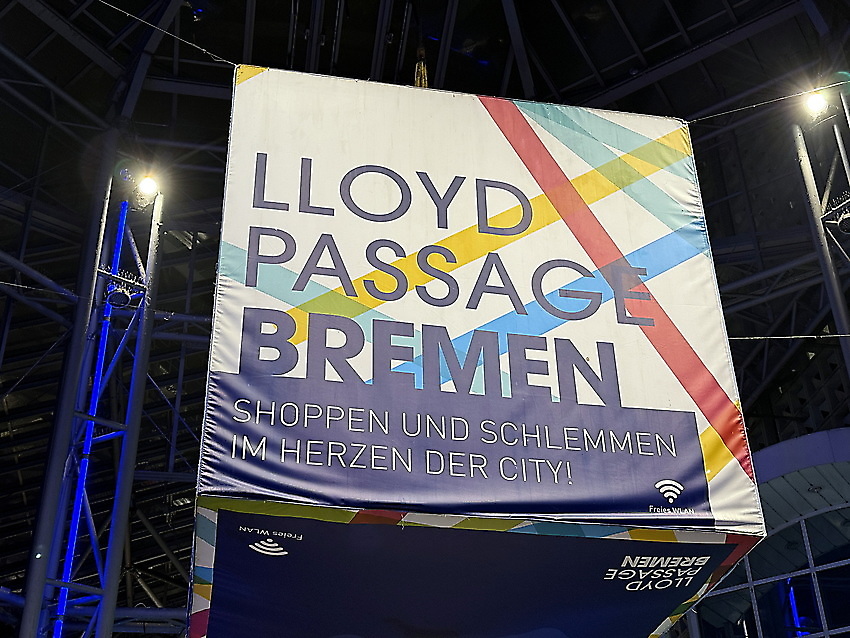 LLOYD
PASSAGE
BREMEN
SHOPPEN UND SCHLEMMEN
IM HERZEN DER CITY!
Freies WLAN
Freies WLAN
LLOYD
PASSAGE
BREMEN